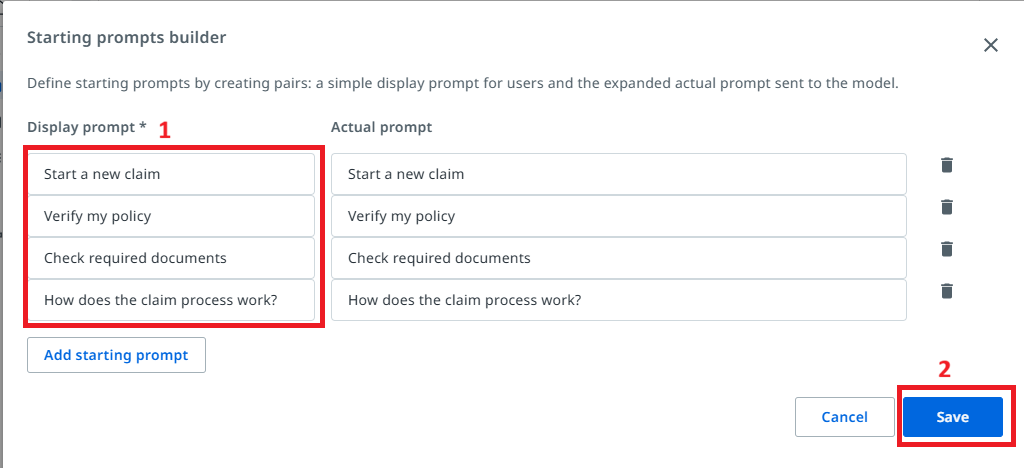 Starting prompts builder
Define starting prompts by creating pairs: a simple display prompt for users and the expanded actual prompt sent to the model.
Display prompt * 1 Actual prompt
Start a new claim Start a new claim
Verify my policy Verify my policy
Check required documents Check required documents
How does the claim process work? How does the claim process work?
Add starting prompt
2
Cancel Save